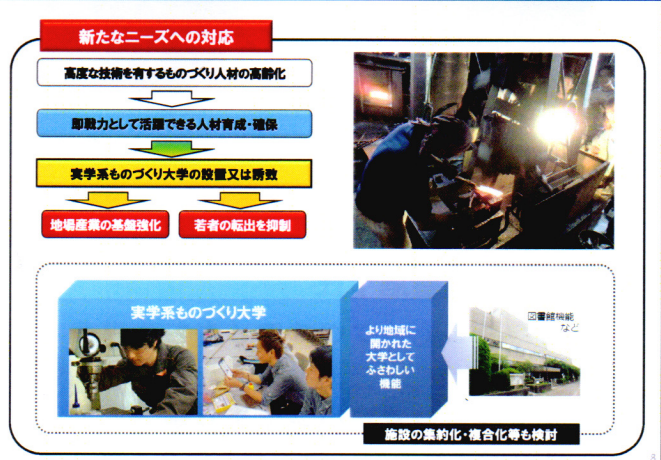 新たなニーズへの対応
高度な技術を有するものづくり人材の高齢化
即戦力として活躍できる人材育成・確保
実学系ものづくり大学の設置又は誘致
地場産業の基盤強化
若者の転出を抑制
実学系ものづくり大学
より地域に
開かれた
大学として
ふさわしい
機能
図書館機能
など
施設の集約化・複合化等も検討